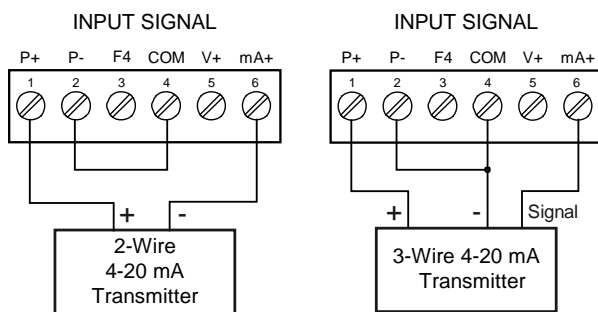 INPUT SIGNAL
P+ P- F4 COM V+ mA+
1 2 3 4 5 6
+ -
2-Wire
4-20 mA
Transmitter
INPUT SIGNAL
P+ P- F4 COM V+ mA+
1 2 3 4 5 6
+ - Signal
3-Wire 4-20 mA
Transmitter